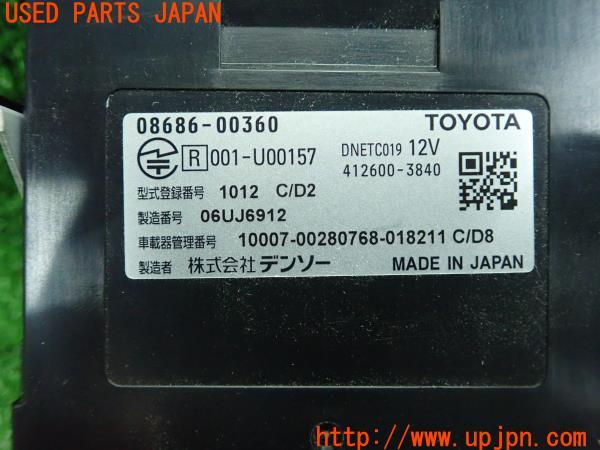 USED PARTS JAPAN
08686-00360 TOYOTA
R 001-U00157 DNETC019 12V
412600-3840
型式登録番号 1012 C/D2
製造番号 06UJ6912
車載器管理番号 10007-00280768-018211 C/D8
製造者 株式会社デンソー MADE IN JAPAN
www.upjpn.com